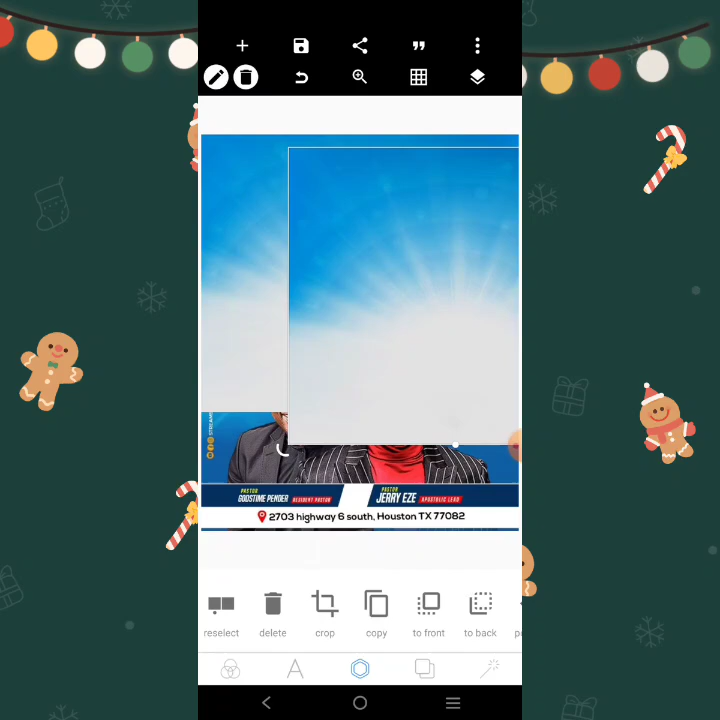 STREAM
PASTOR
GODSTIME PENDER RESIDENT PASTOR
PASTOR
JERRY EZE APOSTOLIC LEAD
2703 highway 6 south, Houston TX 77082
reselect delete crop copy to front to back